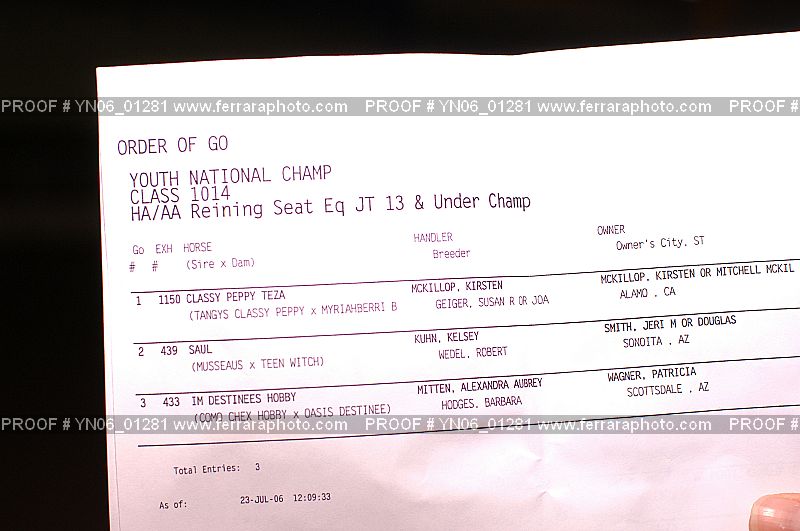 PROOF # YN06_01281 www.ferraraphoto.com PROOF # YN06_01281 www.ferraraphoto.com PROOF #
ORDER OF GO
YOUTH NATIONAL CHAMP
CLASS 1014
HA/AA Reining Seat Eq JT 13 & Under Champ
Go EXH HORSE HANDLER OWNER
# # (Sire x Dam) Breeder Owner's City, ST
1 1150 CLASSY PEPPY TEZA MCKILLOP, KIRSTEN MCKILLOP, KIRSTEN OR MITCHELL MCKIL
(TANGYS CLASSY PEPPY x MYRIAHBERRI B GEIGER, SUSAN R OR JOA ALAMO , CA
2 439 SAUL KUHN, KELSEY SMITH, JERI M OR DOUGLAS
(MUSSEAUS x TEEN WITCH) WEDEL, ROBERT SONOITA , AZ
3 433 IM DESTINEES HOBBY MITTEN, ALEXANDRA AUBREY WAGNER, PATRICIA
(COMO CHEX HOBBY x OASIS DESTINEE) HODGES, BARBARA SCOTTSDALE , AZ
PROOF # YN06_01281 www.ferraraphoto.com PROOF # YN06_01281 www.ferraraphoto.com PROOF #
Total Entries: 3
As of: 23-JUL-06 12:09:33